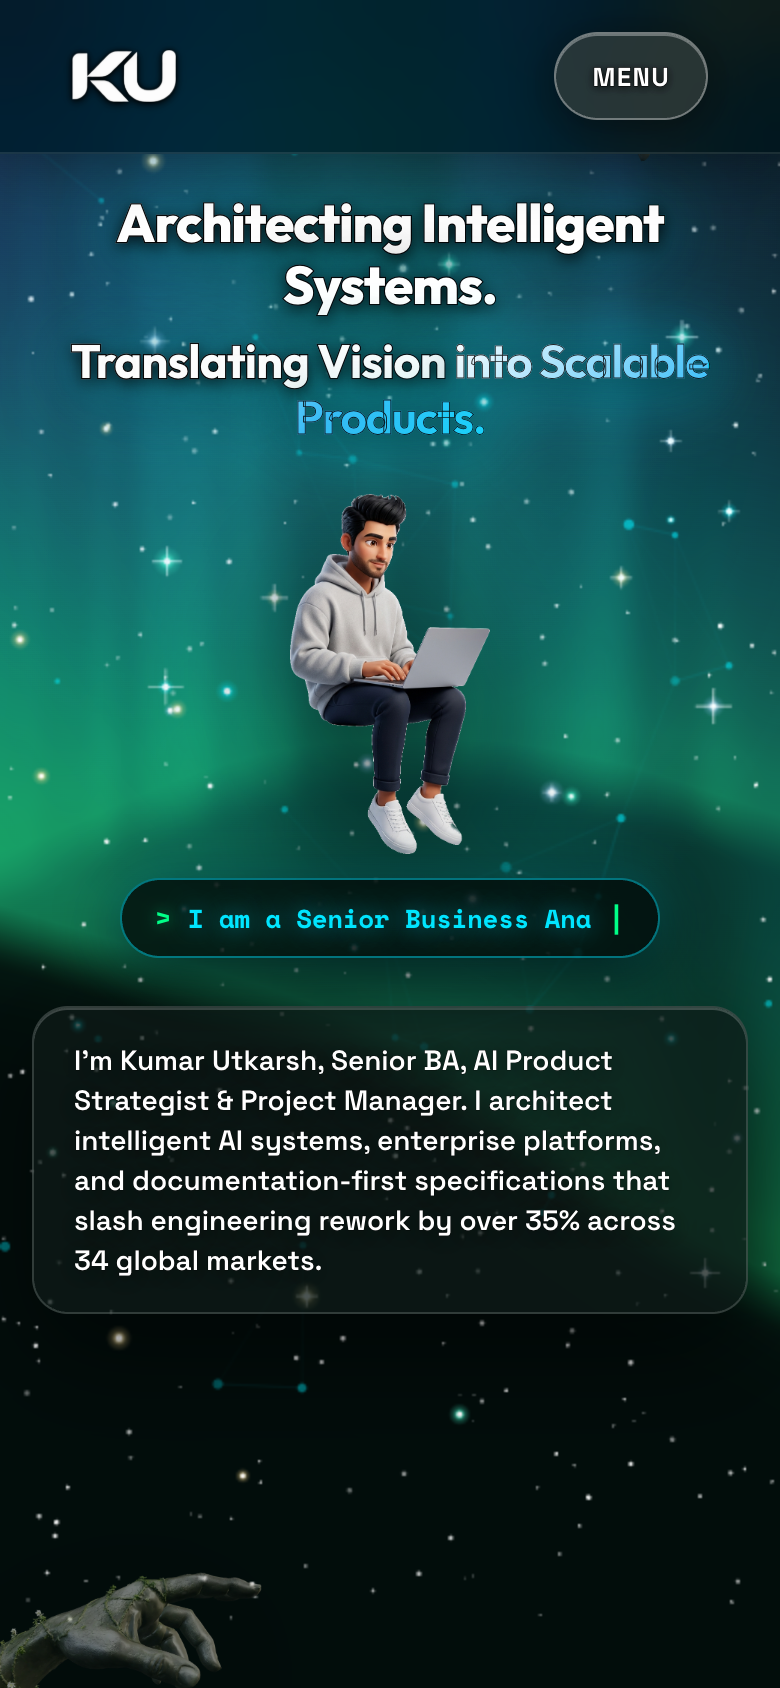 KU
MENU
Architecting Intelligent
Systems.
Translating Vision into Scalable
Products.
> I am a Senior Business Ana
I'm Kumar Utkarsh, Senior BA, AI Product
Strategist & Project Manager. I architect
intelligent AI systems, enterprise platforms,
and documentation-first specifications that
slash engineering rework by over 35% across
34 global markets.